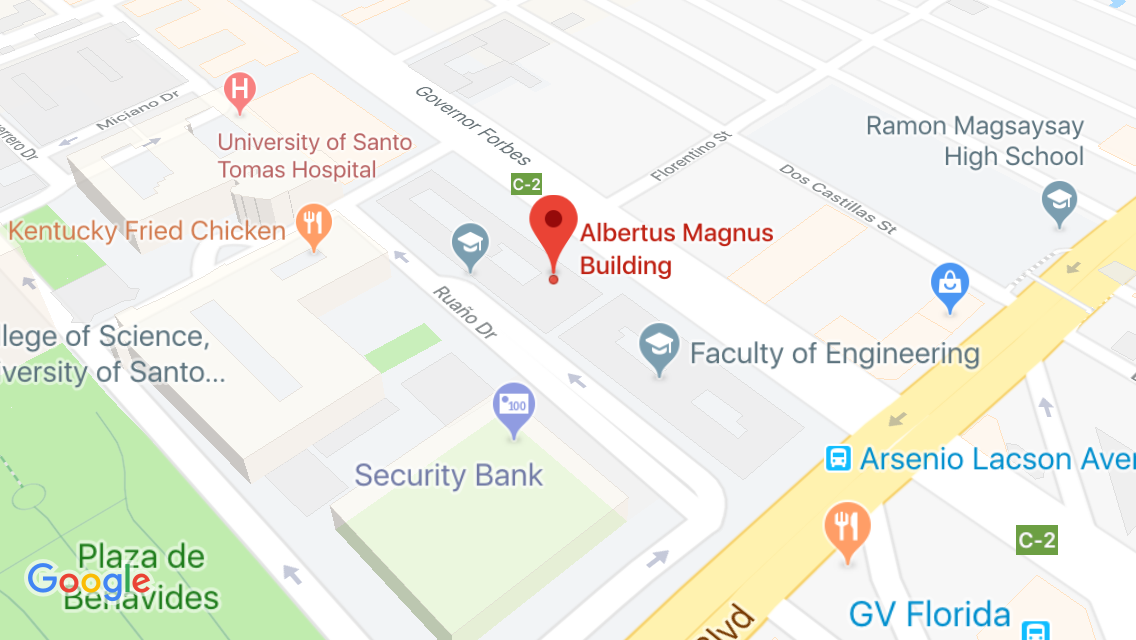 Miciano Dr
Governor Forbes
H
University of Santo
Tomas Hospital
Florentino St
Ramon Magsaysay
High School
Dos Castillas St
C-2
Kentucky Fried Chicken
Albertus Magnus
Building
Ruaño Dr
llege of Science,
versity of Santo...
Faculty of Engineering
100
Security Bank
Arsenio Lacson Aven
C-2
Plaza de
Benavides
Google
GV Florida
Blvd